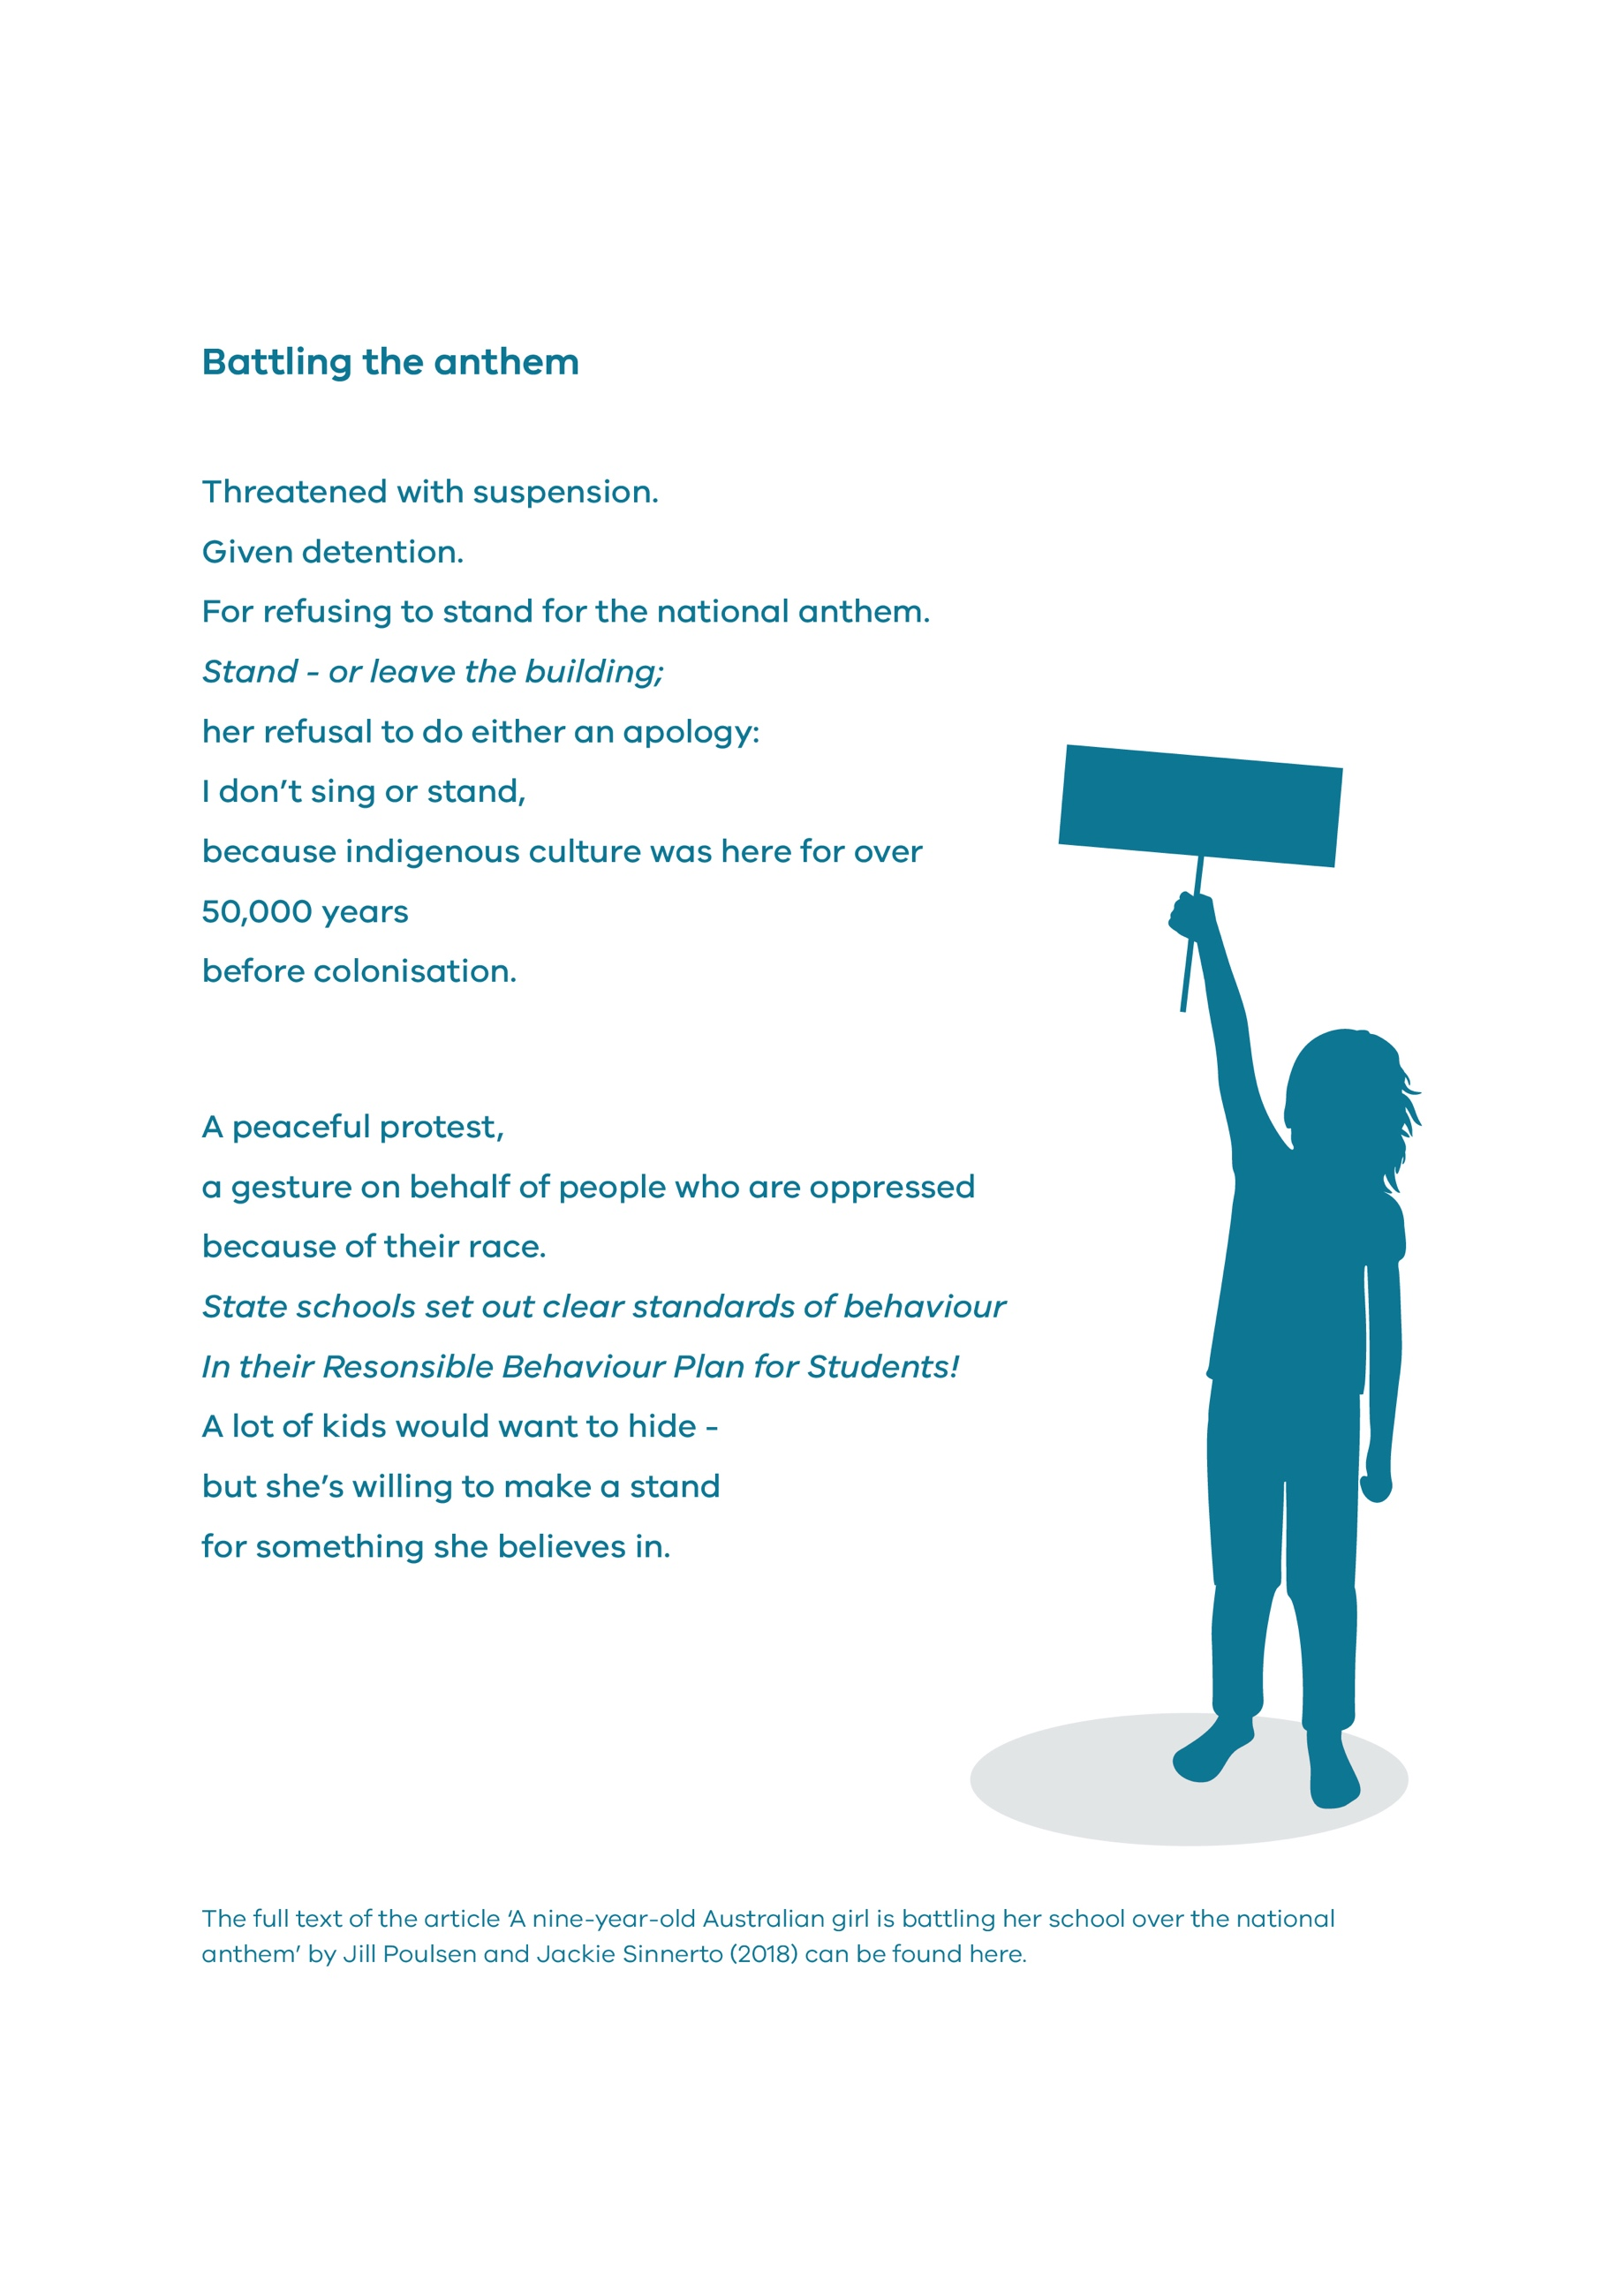 Battling the anthem
Threatened with suspension.
Given detention.
For refusing to stand for the national anthem.
Stand - or leave the building;
her refusal to do either an apology:
I don’t sing or stand,
because indigenous culture was here for over
50,000 years
before colonisation.
A peaceful protest,
a gesture on behalf of people who are oppressed
because of their race.
State schools set out clear standards of behaviour
In their Resonsible Behaviour Plan for Students!
A lot of kids would want to hide -
but she’s willing to make a stand
for something she believes in.
The full text of the article ‘A nine-year-old Australian girl is battling her school over the national
anthem’ by Jill Poulsen and Jackie Sinnerto (2018) can be found here.